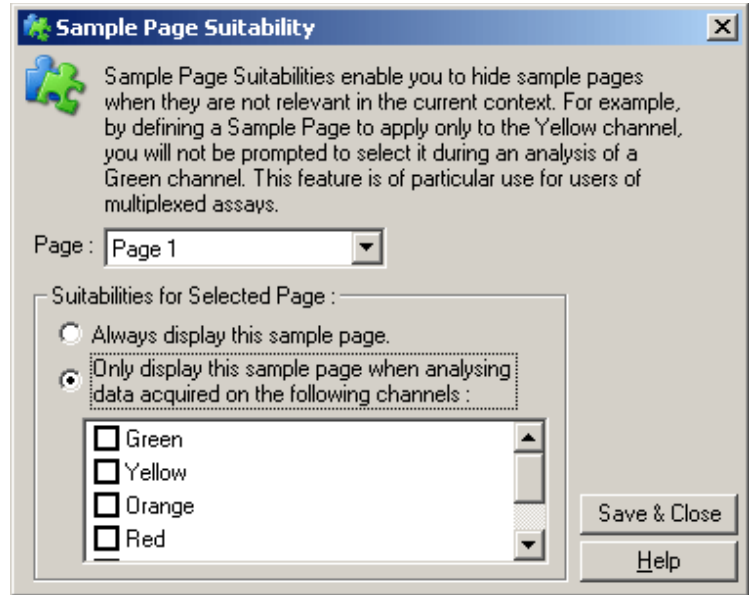 Sample Page Suitability
Sample Page Suitabilities enable you to hide sample pages
when they are not relevant in the current context. For example,
by defining a Sample Page to apply only to the Yellow channel,
you will not be prompted to select it during an analysis of a
Green channel. This feature is of particular use for users of
multiplexed assays.
Page : Page 1
Suitabilities for Selected Page :
Always display this sample page.
Only display this sample page when analysing
data acquired on the following channels :
Green
Yellow
Orange
Red
Save & Close
Help